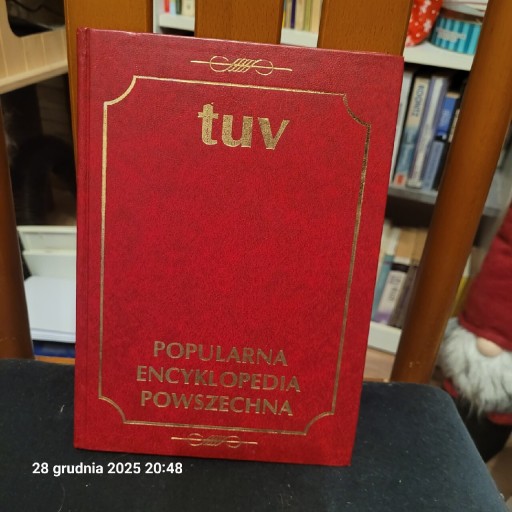 tuv
POPULARNA
ENCYKLOPEDIA
POWSZECHNA
28 grudnia 2025 20:48